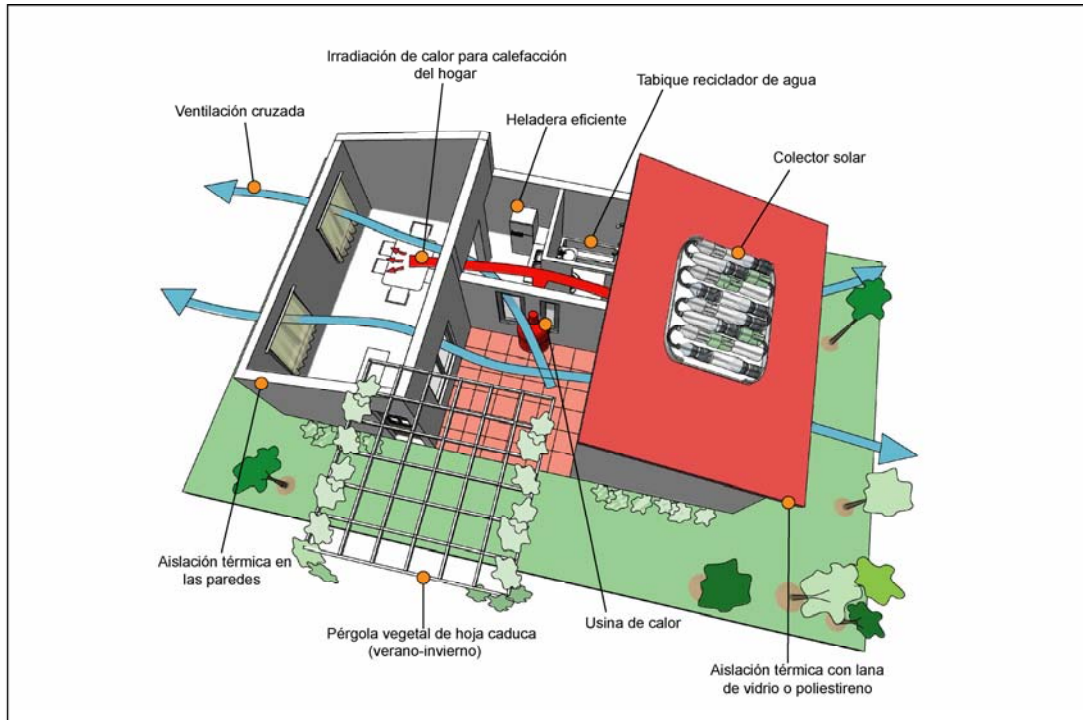 Irradiación de calor para calefacción
del hogar
Tabique reciclador de agua
Ventilación cruzada
Heladera eficiente
Colector solar
Aislación térmica en
las paredes
Pérgola vegetal de hoja caduca
(verano-invierno)
Usina de calor
Aislación térmica con lana
de vidrio o poliestireno